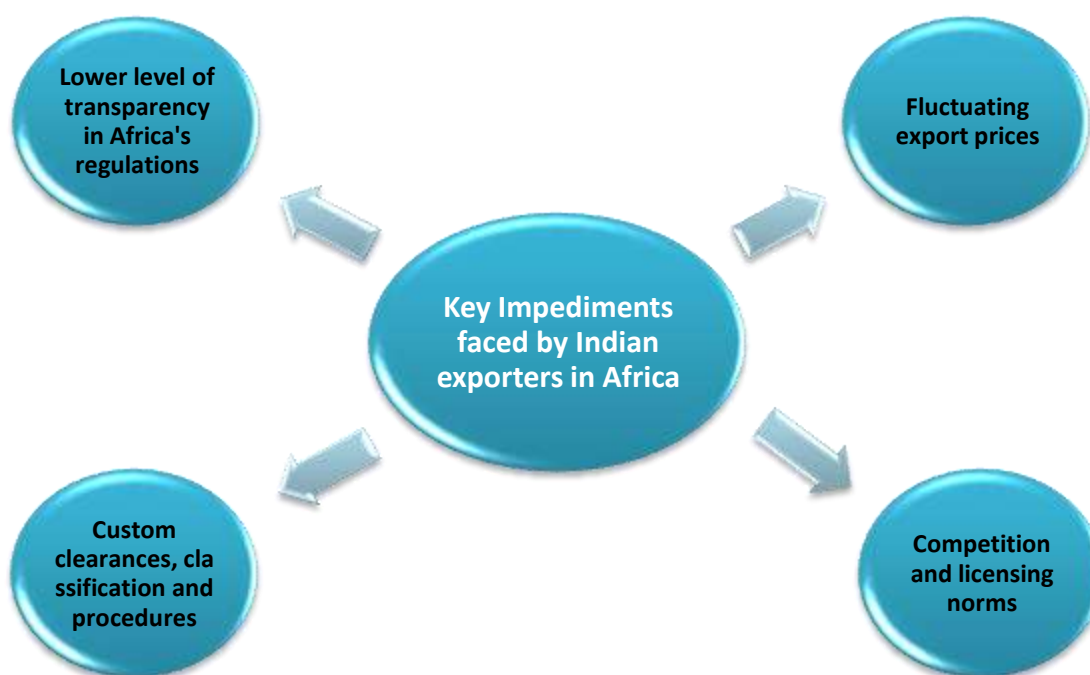 Lower level of
transparency
in Africa's
regulations
Fluctuating
export prices
Key Impediments
faced by Indian
exporters in Africa
Custom
clearances, cla
ssification and
procedures
Competition
and licensing
norms